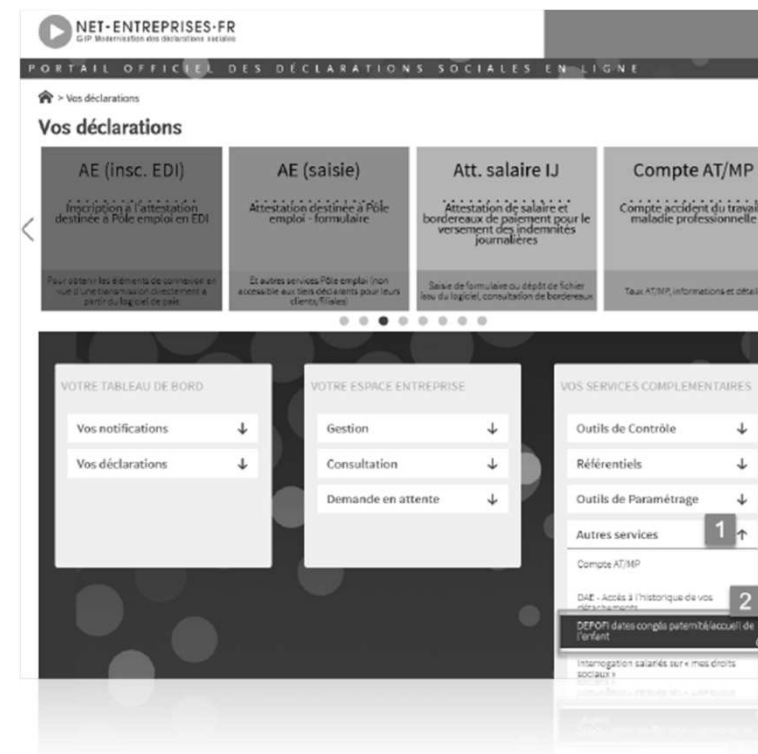 NET-ENTREPRISES·FR
GIP Modernisation des déclarations sociales
PORTAIL OFFICIEL DES DÉCLARATIONS SOCIALES EN LIGNE
> Vos déclarations
Vos déclarations
AE (insc. EDI)
Inscription à l'attestation
destinée à Pôle emploi en EDI
Pour obtenir les éléments de connexion en
vue d'une transmission directement à
partir du logiciel de paie
AE (saisie)
Attestation destinée à Pôle
emploi - formulaire
Et autres services Pôle emploi (non
accessible aux tiers déclarants pour leurs
clients/filiales)
Att. salaire IJ
Attestation de salaire et
bordereaux de paiement pour le
versement des indemnités
journalières
Saisie de formulaire ou dépôt de fichier
issu du logiciel, consultation de bordereaux
Compte AT/MP
Compte accident du travail
maladie professionnelle
Taux AT/MP, informations et détail
VOTRE TABLEAU DE BORD
Vos notifications
Vos déclarations
VOTRE ESPACE ENTREPRISE
Gestion
Consultation
Demande en attente
VOS SERVICES COMPLEMENTAIRES
Outils de Contrôle
Référentiels
Outils de Paramétrage
Autres services 1
Compte AT/MP
DAE - Accès à l'historique de vos
détachements
2
DEPOFI dates congés paternité/accueil de
l'enfant
Interrogation salariés sur « mes droits
sociaux »